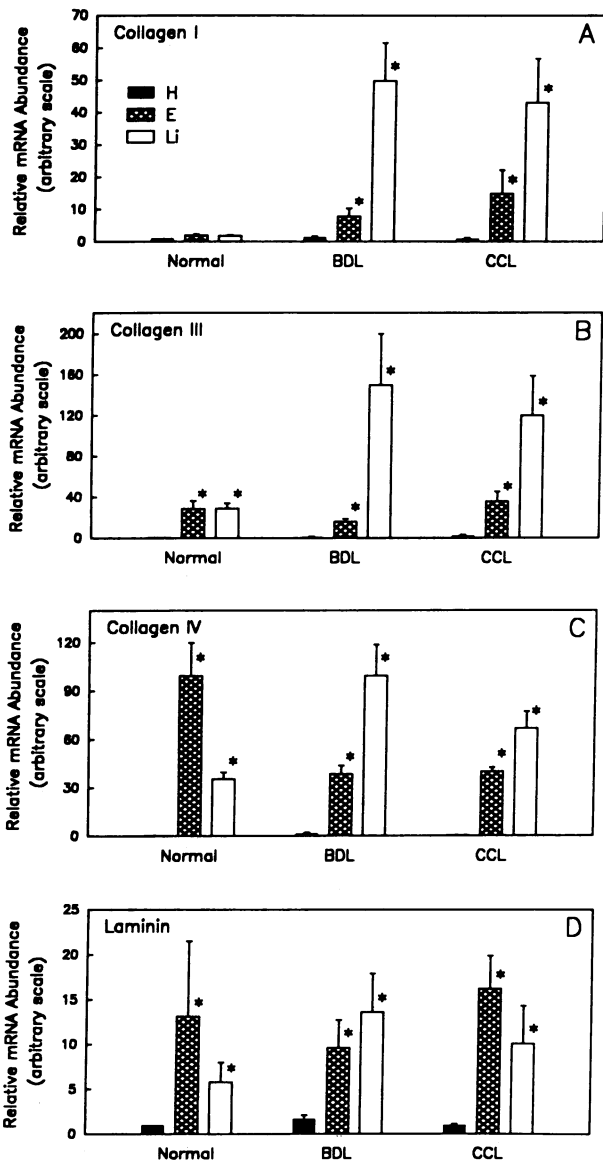 Collagen I
A
Relative mRNA Abundance
(arbitrary scale)
70
60
50
40
30
20
10
0
H
E
Li
*
*
*
*
Normal
BDL
CCL
Collagen III
B
Relative mRNA Abundance
(arbitrary scale)
200
160
120
80
40
0
*
*
*
*
*
*
Normal
BDL
CCL
Collagen IV
C
Relative mRNA Abundance
(arbitrary scale)
120
90
60
30
0
*
*
*
*
*
*
Normal
BDL
CCL
Laminin
D
Relative mRNA Abundance
(arbitrary scale)
25
20
15
10
5
0
*
*
*
*
*
*
Normal
BDL
CCL